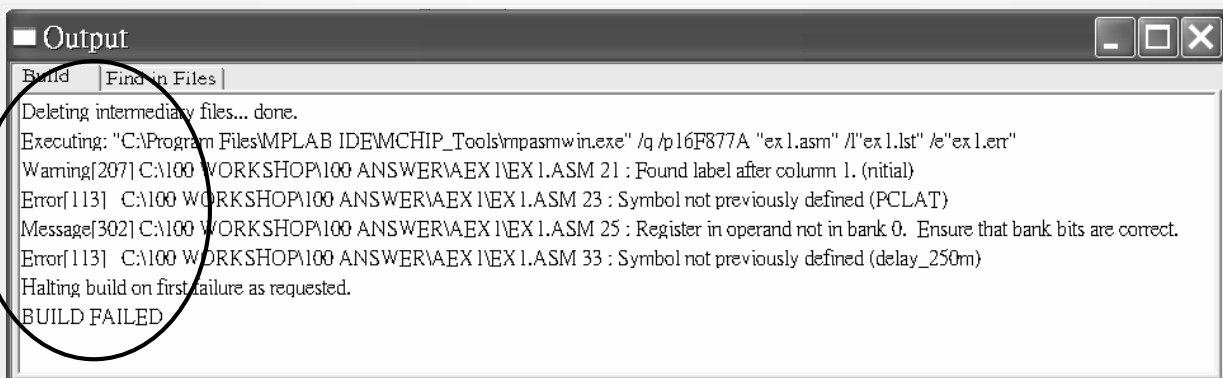 Output
Build Find in Files
Deleting intermediary files... done.
Executing: "C:\Program Files\MPLAB IDE\MCHIP_Tools\mpasmwin.exe" /q /p16F877A "ex1.asm" /l"ex1.lst" /e"ex1.err"
Warning[207] C:\100 WORKSHOP\100 ANSWER\AEX1\EX1.ASM 21 : Found label after column 1. (nitial)
Error[113] C:\100 WORKSHOP\100 ANSWER\AEX1\EX1.ASM 23 : Symbol not previously defined (PCLAT)
Message[302] C:\100 WORKSHOP\100 ANSWER\AEX1\EX1.ASM 25 : Register in operand not in bank 0. Ensure that bank bits are correct.
Error[113] C:\100 WORKSHOP\100 ANSWER\AEX1\EX1.ASM 33 : Symbol not previously defined (delay_250m)
Halting build on first failure as requested.
BUILD FAILED